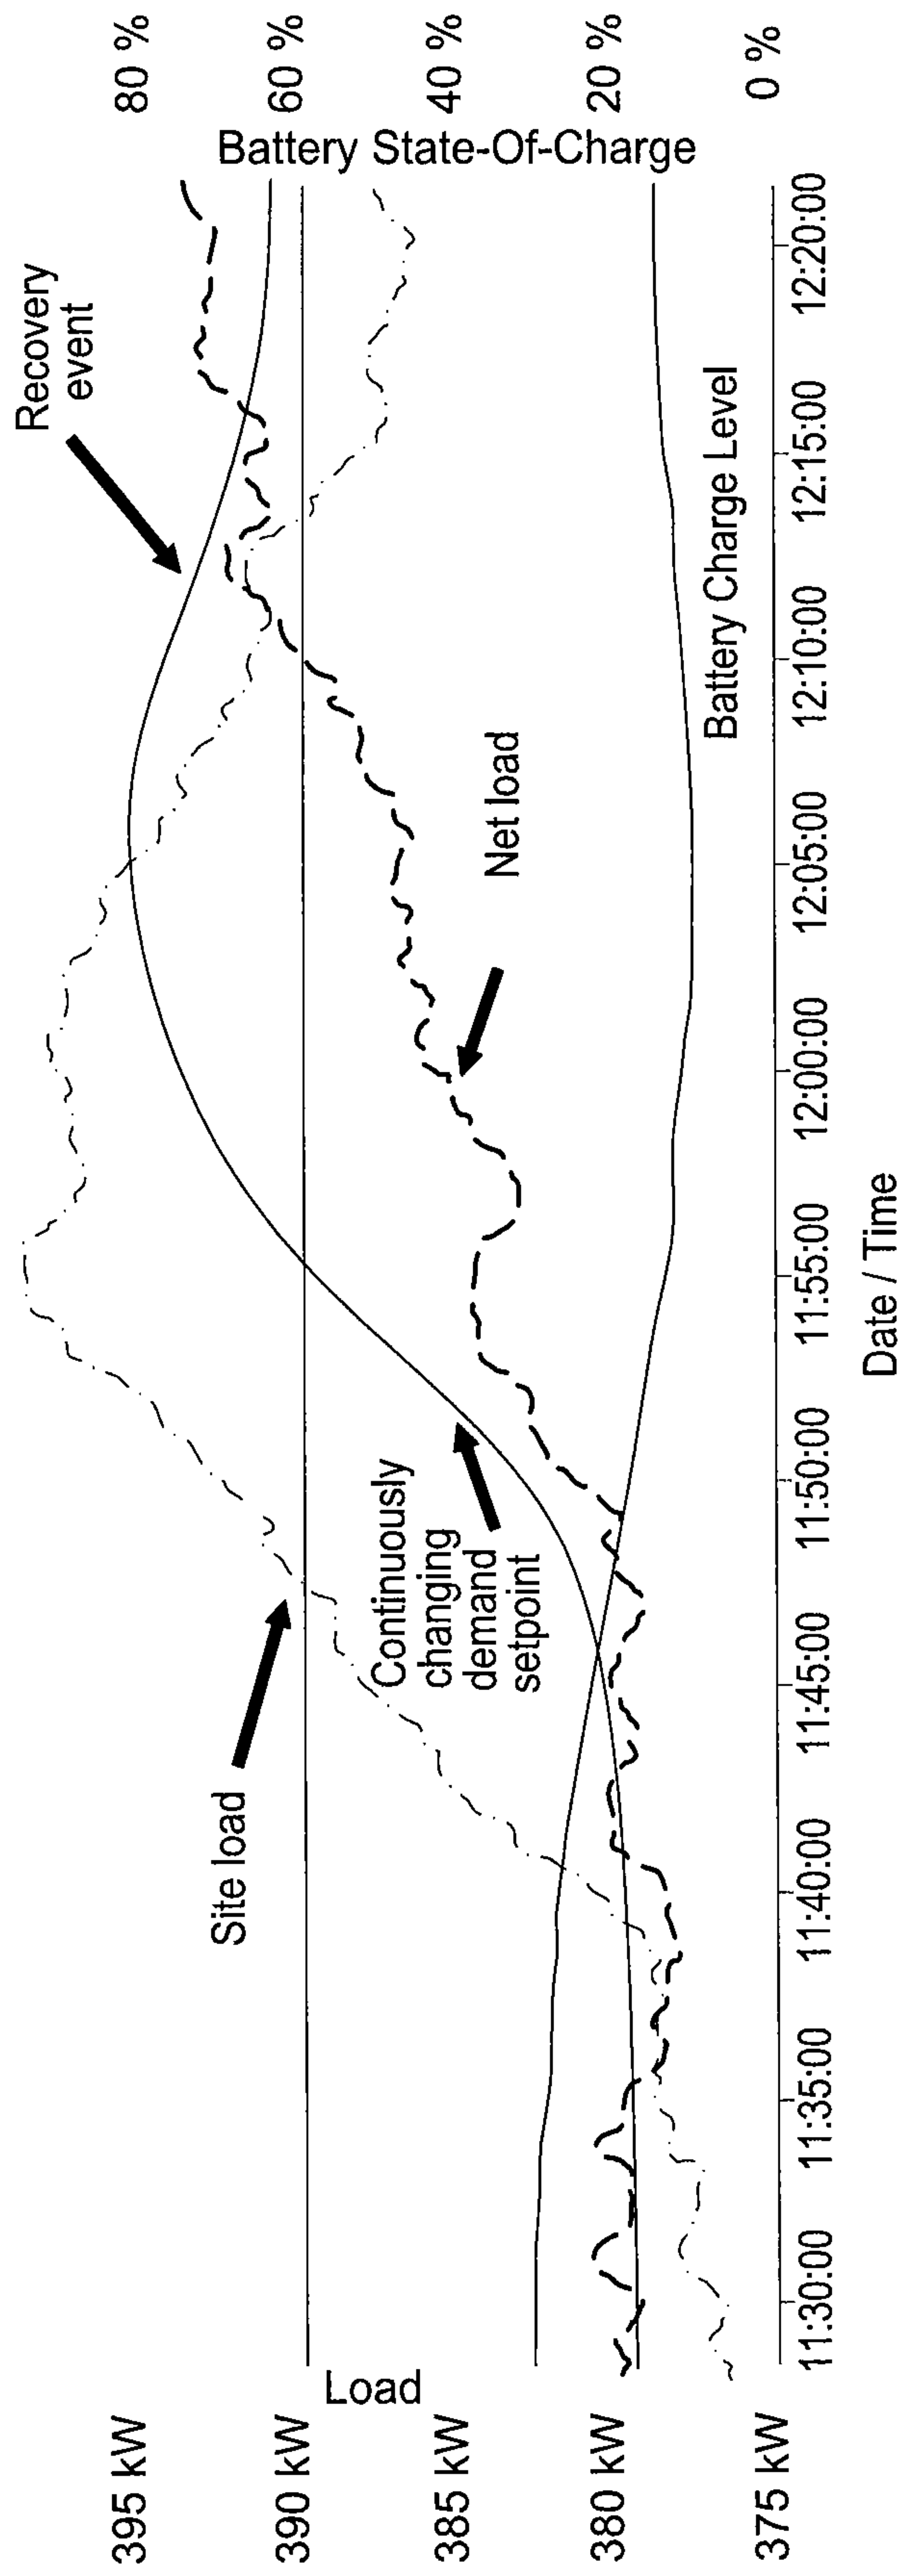 395 kW
390 kW
385 kW
380 kW
375 kW
Load
Site load
Continuously
changing
demand
setpoint
Net load
Recovery
event
Battery Charge Level
Battery State-Of-Charge
80 %
60 %
40 %
20 %
0 %
11:30:00
11:35:00
11:40:00
11:45:00
11:50:00
11:55:00
12:00:00
12:05:00
12:10:00
12:15:00
12:20:00
Date / Time